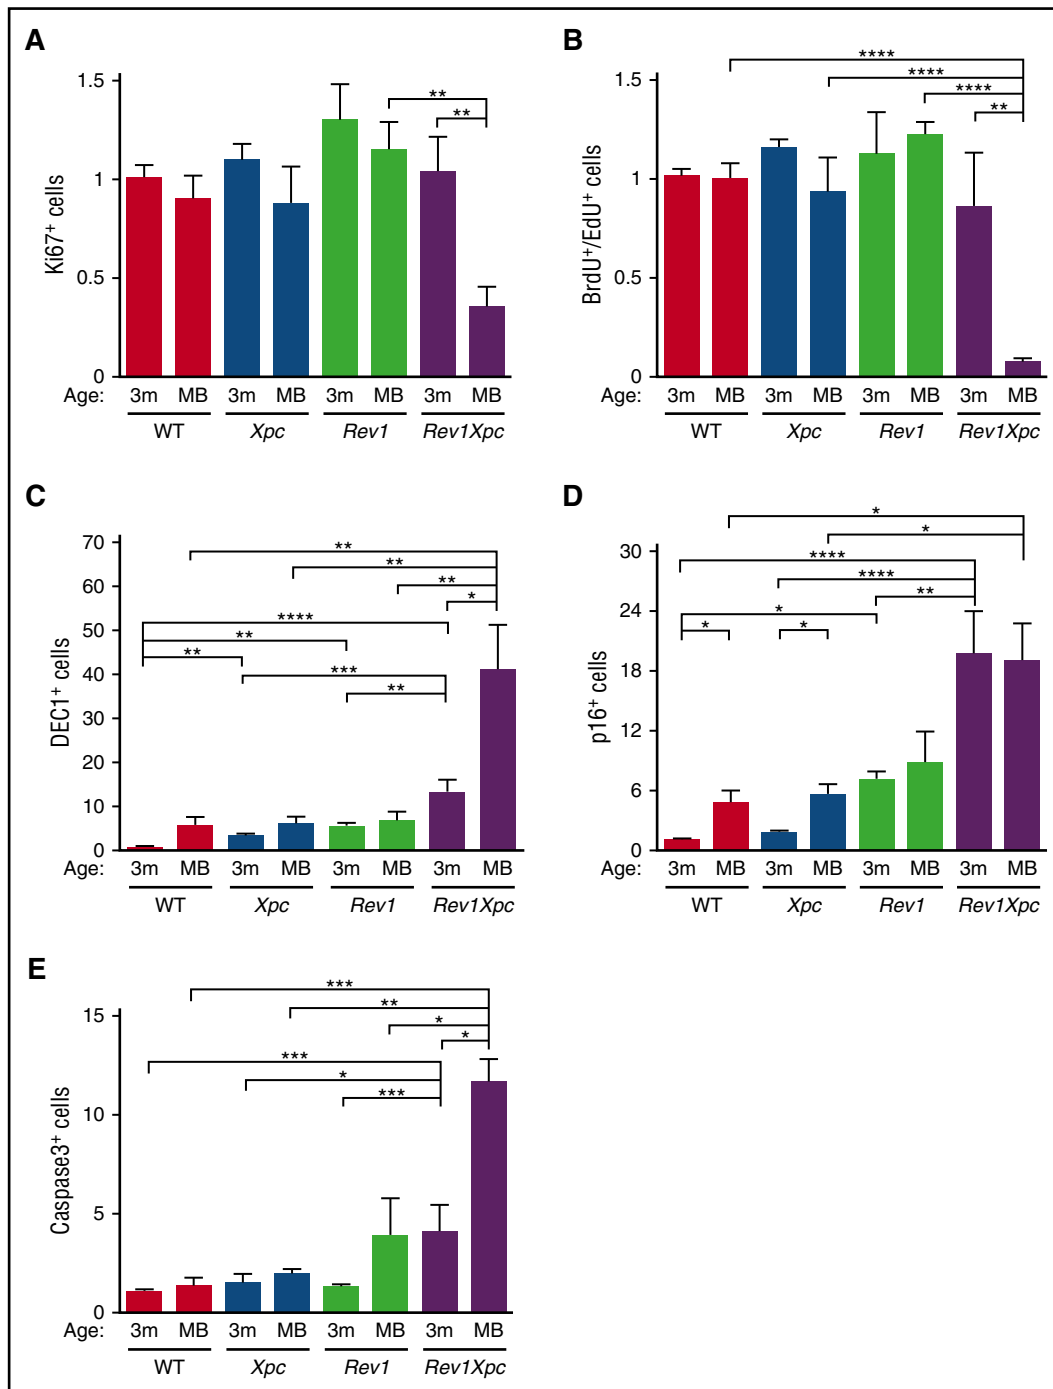 A
Ki67+ cells
** 
**
1.5
1
0.5
0
Age: 3m MB 3m MB 3m MB 3m MB
WT Xpc Rev1 Rev1Xpc
B
BrdU+/EdU+ cells
****
****
****
**
1.5
1
0.5
0
Age: 3m MB 3m MB 3m MB 3m MB
WT Xpc Rev1 Rev1Xpc
C
DEC1+ cells
**
**
**
*
****
**
**
***
**
70
60
50
40
30
20
10
0
Age: 3m MB 3m MB 3m MB 3m MB
WT Xpc Rev1 Rev1Xpc
D
p16+ cells
*
*
****
****
**
*
*
*
30
24
18
12
6
0
Age: 3m MB 3m MB 3m MB 3m MB
WT Xpc Rev1 Rev1Xpc
E
Caspase3+ cells
***
**
*
*
***
*
***
15
10
5
0
Age: 3m MB 3m MB 3m MB 3m MB
WT Xpc Rev1 Rev1Xpc